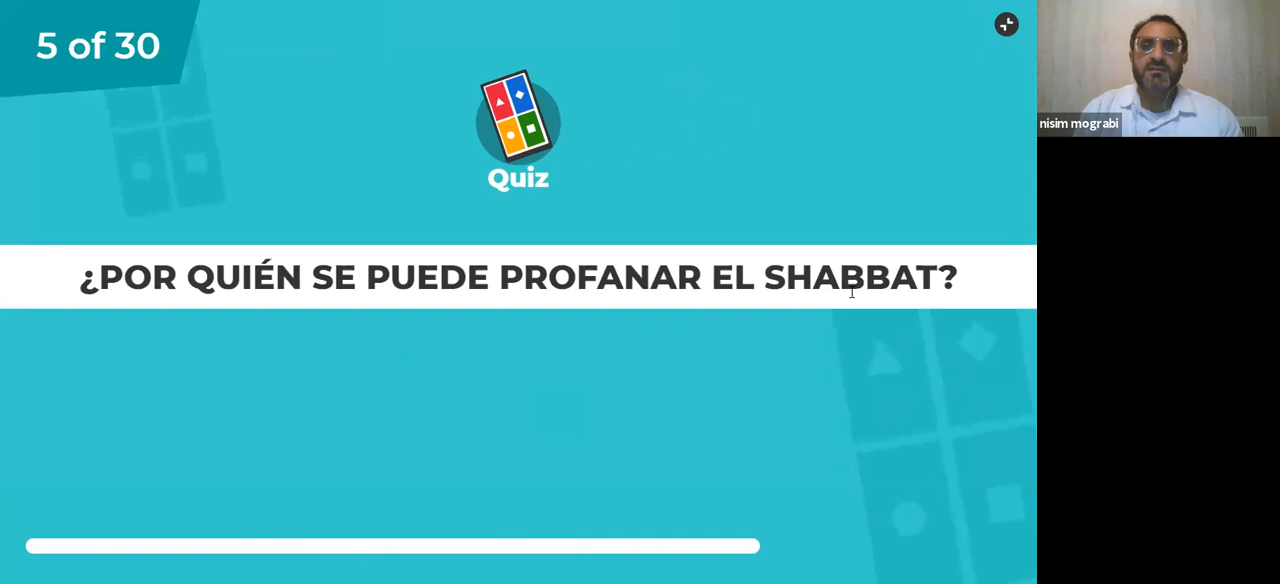 5 of 30
Quiz
¿POR QUIÉN SE PUEDE PROFANAR EL SHABBAT?
nisim mograbi